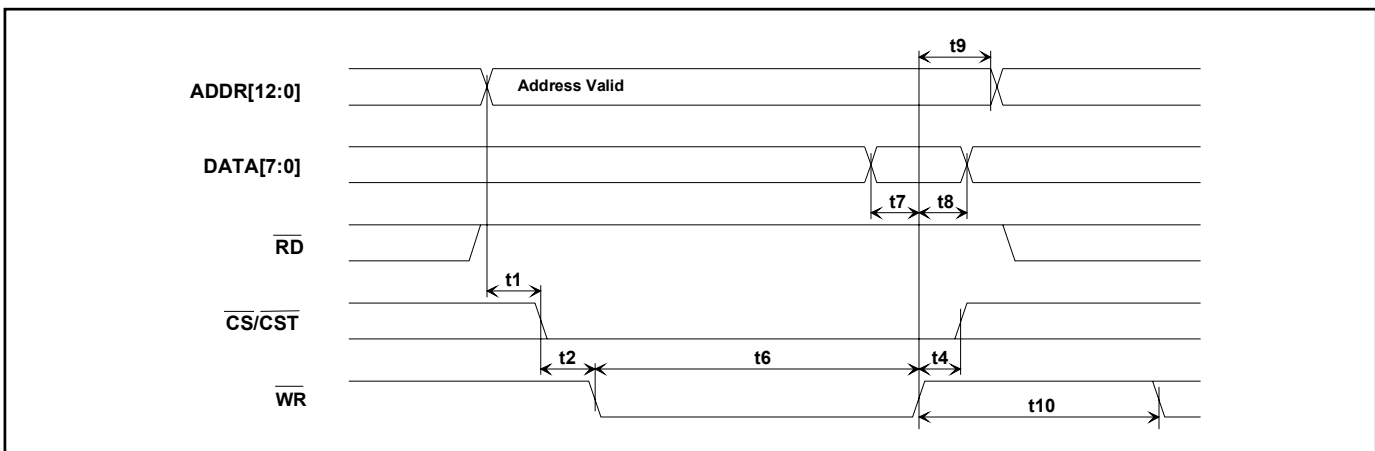 t9
ADDR[12:0]
Address Valid
DATA[7:0]
t7
t8
RD
t1
CS/CST
t2
t6
t4
WR
t10